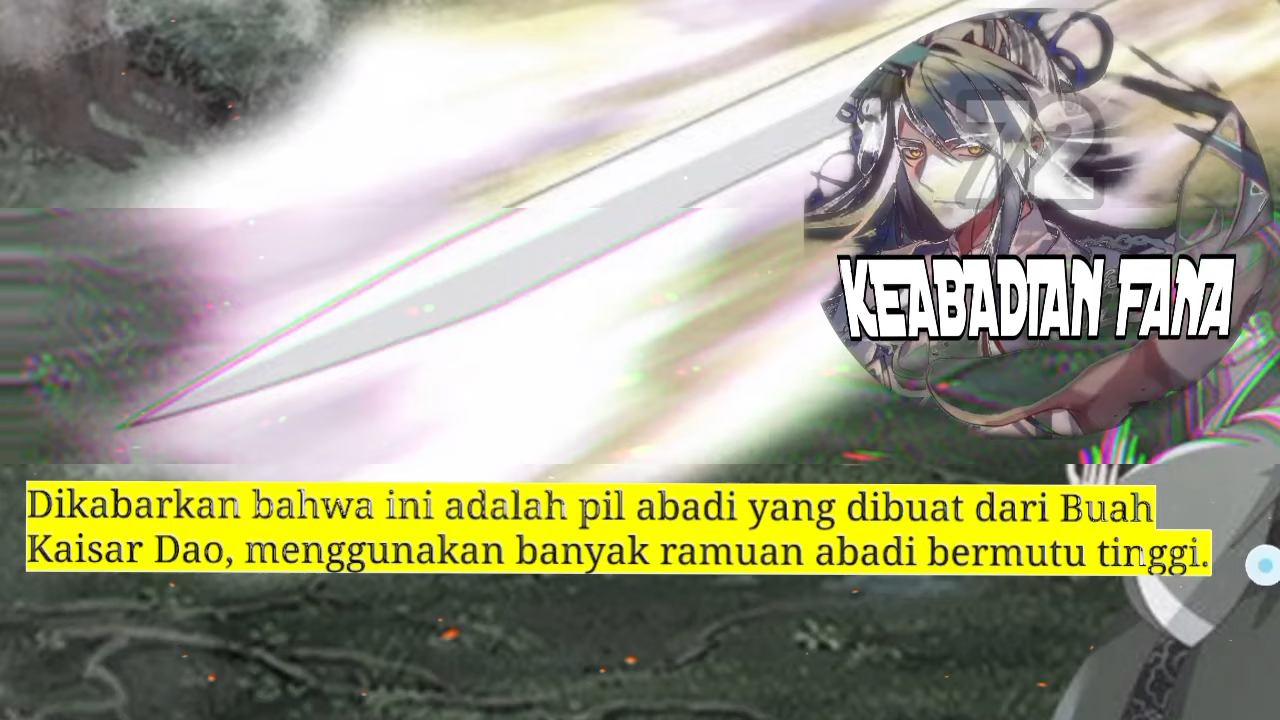 72
KEABADIAN FANA
Dikabarkan bahwa ini adalah pil abadi yang dibuat dari Buah
Kaisar Dao, menggunakan banyak ramuan abadi bermutu tinggi.